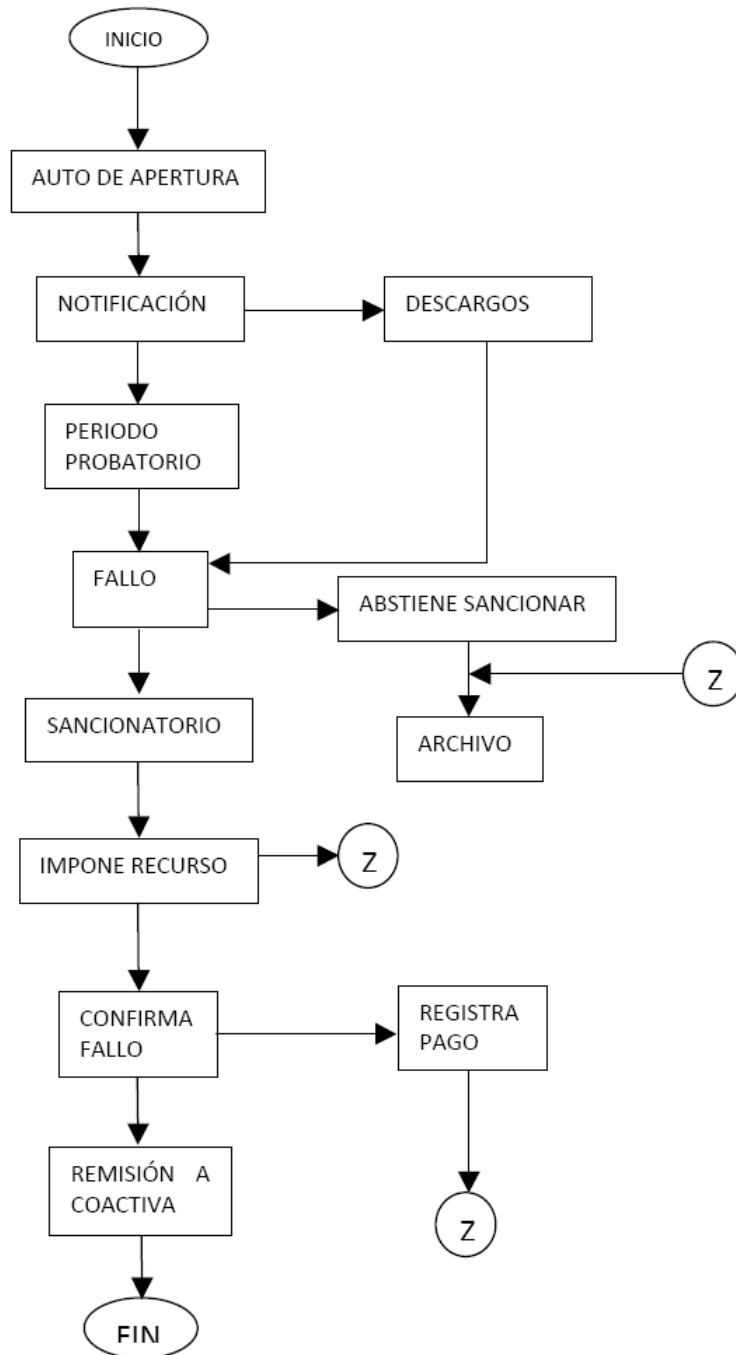 INICIO
AUTO DE APERTURA
NOTIFICACIÓN
DESCARGOS
PERIODO
PROBATORIO
FALLO
ABSTIENE SANCIONAR
Z
SANCIONATORIO
ARCHIVO
IMPONE RECURSO
Z
CONFIRMA
FALLO
REGISTRA
PAGO
REMISIÓN A
COACTIVA
Z
FIN